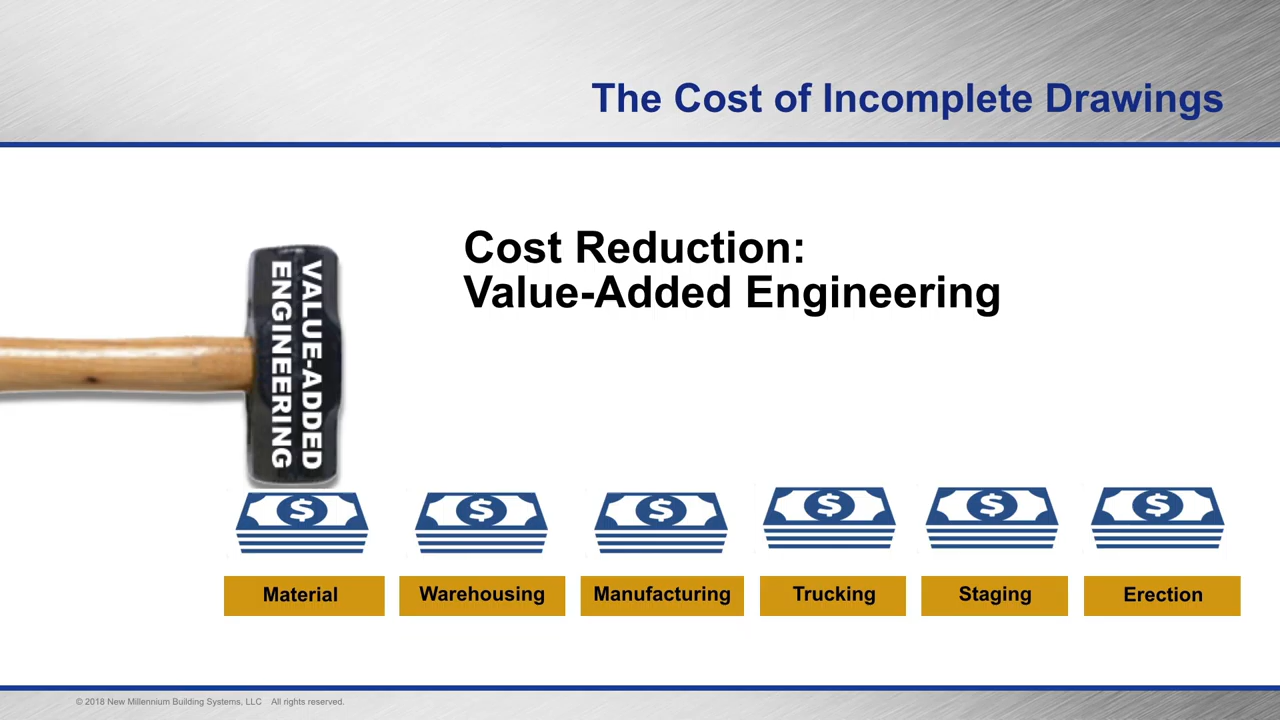 The Cost of Incomplete Drawings
Cost Reduction:
Value-Added Engineering
VALUE-ADDED
ENGINEERING
$ $ $ $ $ $
Material Warehousing Manufacturing Trucking Staging Erection
© 2018 New Millennium Building Systems, LLC All rights reserved.